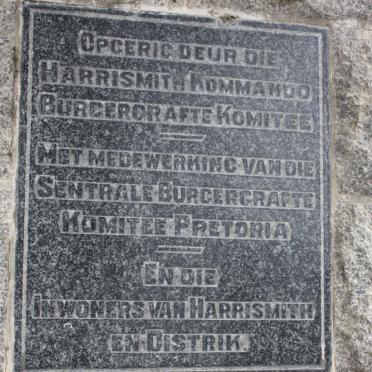 OPGERIG DEUR DIE
HARRISMITH KOMMANDO
BURGERGRAFTE KOMITEE
MET MEDEWERKING VAN DIE
SENTRALE BURGERGRAFTE
KOMITEE PRETORIA
EN DIE
INWONERS VAN HARRISMITH
EN DISTRIK.